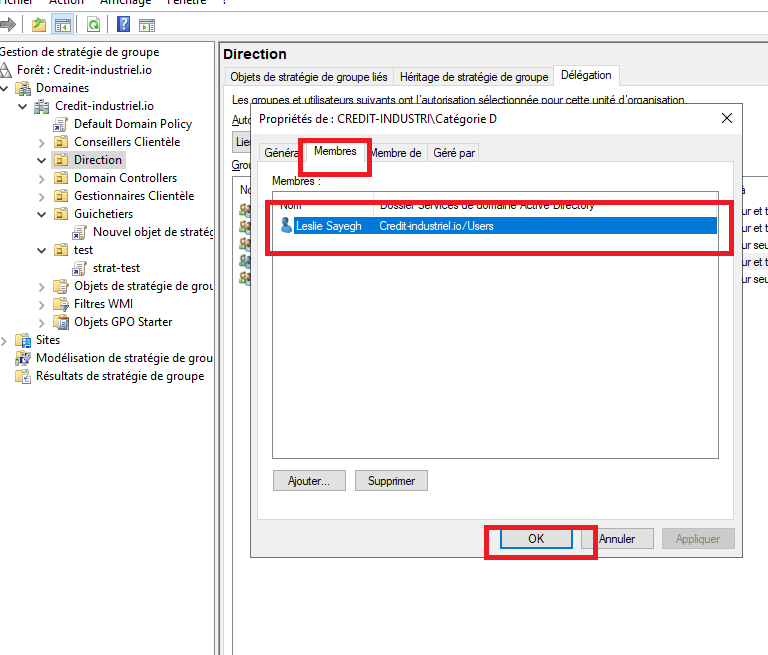 Fichier Action Affichage Fenêtre ?
Gestion de stratégie de groupe
Forêt : Credit-industriel.io
Domaines
Credit-industriel.io
Default Domain Policy
Conseillers Clientèle
Direction
Domain Controllers
Gestionnaires Clientèle
Guichetiers
Nouvel objet de stratég
test
strat-test
Objets de stratégie de grou
Filtres WMI
Objets GPO Starter
Sites
Modélisation de stratégie de grou
Résultats de stratégie de groupe
Direction
Objets de stratégie de groupe liés
Héritage de stratégie de groupe
Délégation
Les groupes et utilisateurs suivants ont l'autorisation sélectionnée pour cette unité d'organisation.
Auto
Lie
Grou
No
à
ur et t
ur et t
ur seu
ur et t
ur seu
Propriétés de : CREDIT-INDUSTRI\Catégorie D
Généra
Membres
Membre de
Géré par
Membres :
Nom
Dossier Services de domaine Active Directory
Leslie Sayegh
Credit-industriel.io/Users
Ajouter...
Supprimer
OK
Annuler
Appliquer